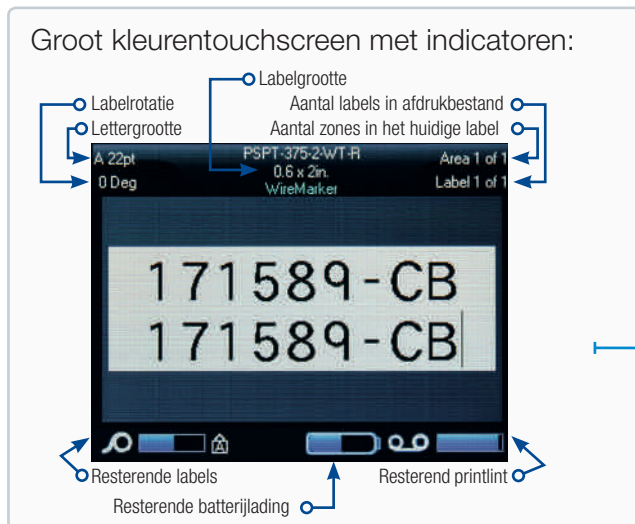 Groot kleurentouchscreen met indicatoren:
Labelgrootte
Labelrotatie
Aantal labels in afdrukbestand
Lettergrootte
Aantal zones in het huidige label
A 22pt
PSPT-375-2-WT-R
Area 1 of 1
0.6 x 2in.
0 Deg
Label 1 of 1
WireMarker
171589-CB
171589-CB
A
Resterende labels
Resterend printlint
Resterende batterijlading